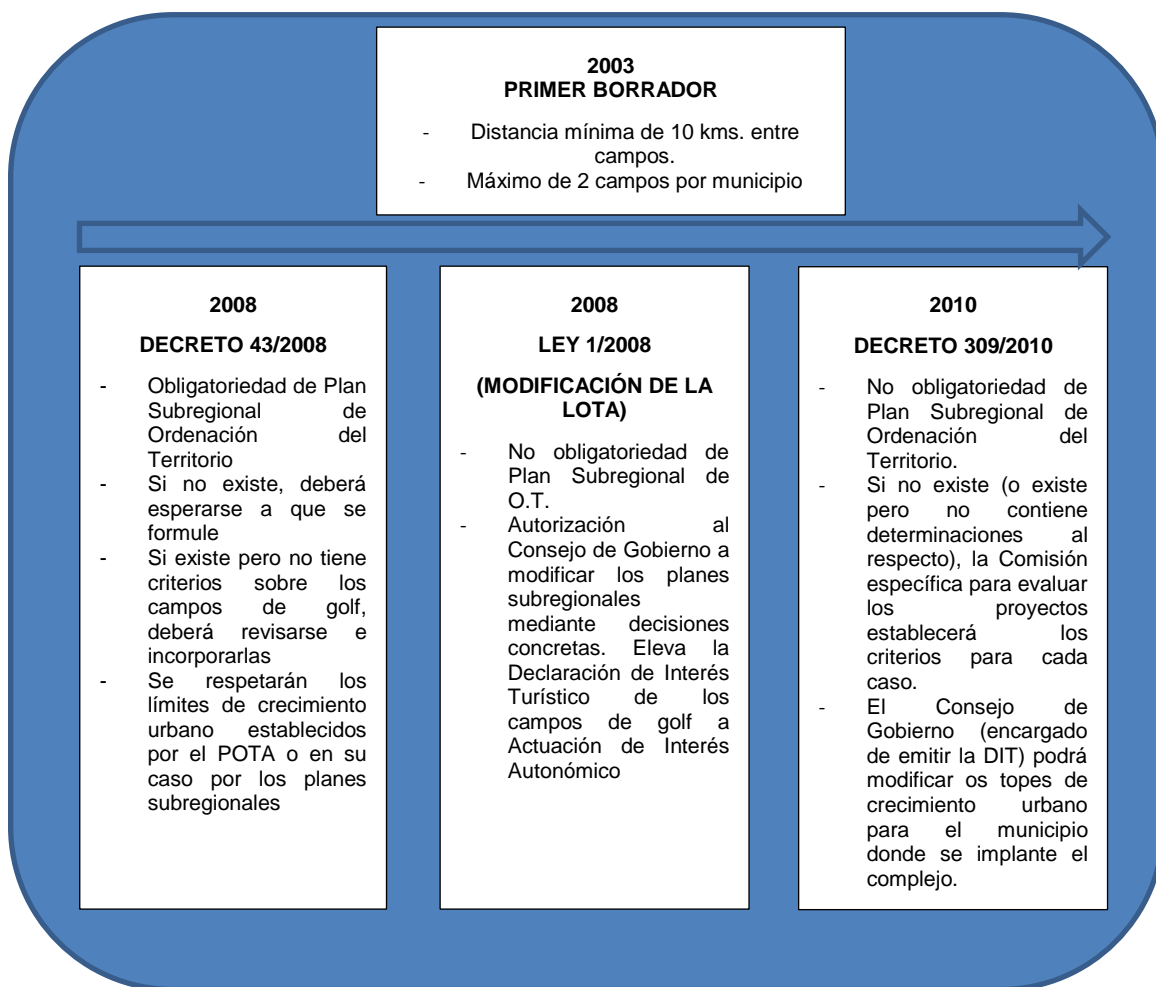 2003
PRIMER BORRADOR
- Distancia mínima de 10 kms. entre
campos.
- Máximo de 2 campos por municipio
2008
DECRETO 43/2008
- Obligatoriedad de Plan
Subregional de
Ordenación del
Territorio
- Si no existe, deberá
esperarse a que se
formule
- Si existe pero no tiene
criterios sobre los
campos de golf,
deberá revisarse e
incorporarlas
- Se respetarán los
límites de crecimiento
urbano establecidos
por el POTA o en su
caso por los planes
subregionales
2008
LEY 1/2008
(MODIFICACIÓN DE LA
LOTA)
- No obligatoriedad de
Plan Subregional de
O.T.
- Autorización al
Consejo de Gobierno a
modificar los planes
subregionales
mediante decisiones
concretas. Eleva la
Declaración de Interés
Turístico de los
campos de golf a
Actuación de Interés
Autonómico
2010
DECRETO 309/2010
- No obligatoriedad de
Plan Subregional de
Ordenación del
Territorio.
- Si no existe (o existe
pero no contiene
determinaciones al
respecto), la Comisión
específica para evaluar
los proyectos
establecerá los
criterios para cada
caso.
- El Consejo de
Gobierno (encargado
de emitir la DIT) podrá
modificar os topes de
crecimiento urbano
para el municipio
donde se implante el
complejo.